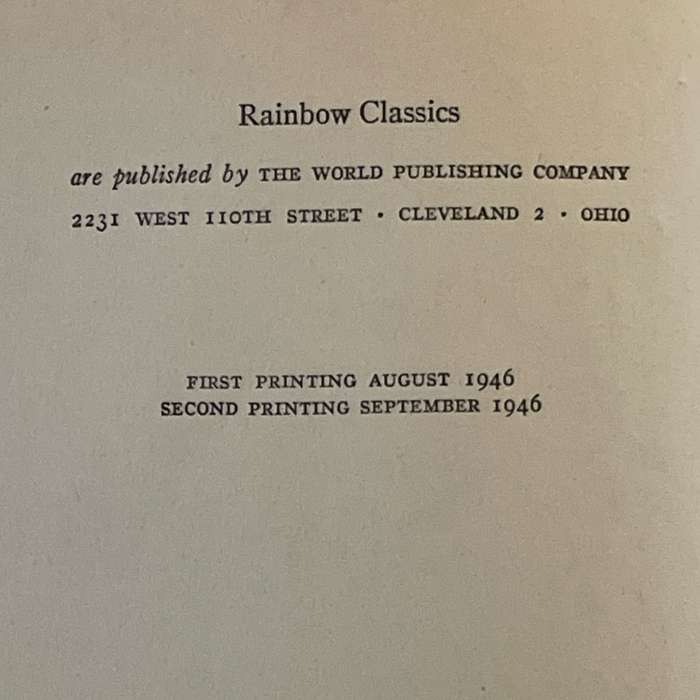 Rainbow Classics
are published by THE WORLD PUBLISHING COMPANY
2231 WEST 110TH STREET • CLEVELAND 2 • OHIO
FIRST PRINTING AUGUST 1946
SECOND PRINTING SEPTEMBER 1946